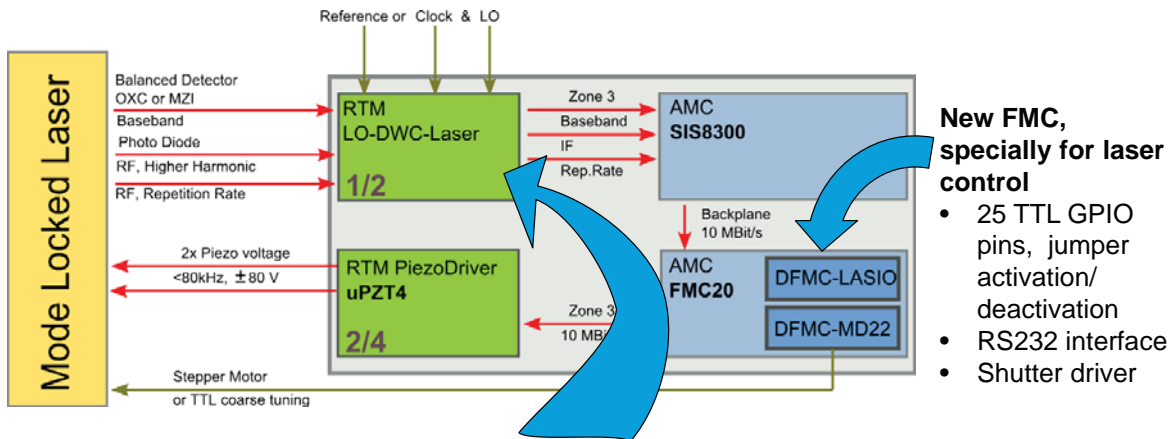 Reference or Clock & LO
Mode Locked Laser
Balanced Detector
OXC or MZI
Baseband
Photo Diode
RF, Higher Harmonic
RF, Repetition Rate
RTM
LO-DWC-Laser
1/2
Zone 3
Baseband
IF
Rep.Rate
AMC
SIS8300
New FMC,
specially for laser
control
• 25 TTL GPIO
pins, jumper
activation/
deactivation
• RS232 interface
• Shutter driver
Backplane
10 MBit/s
2x Piezo voltage
<80kHz, ±80 V
RTM PiezoDriver
uPZT4
2/4
Zone 3
10
AMC
FMC20
DFMC-LASIO
DFMC-MD22
Stepper Motor
or TTL coarse tuning